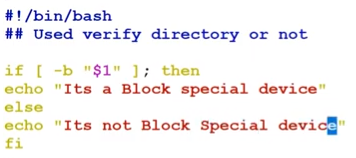 #!/bin/bash
## Used verify directory or not
if [ -b "$1" ]; then
echo "Its a Block special device"
else
echo "Its not Block Special device"
fi